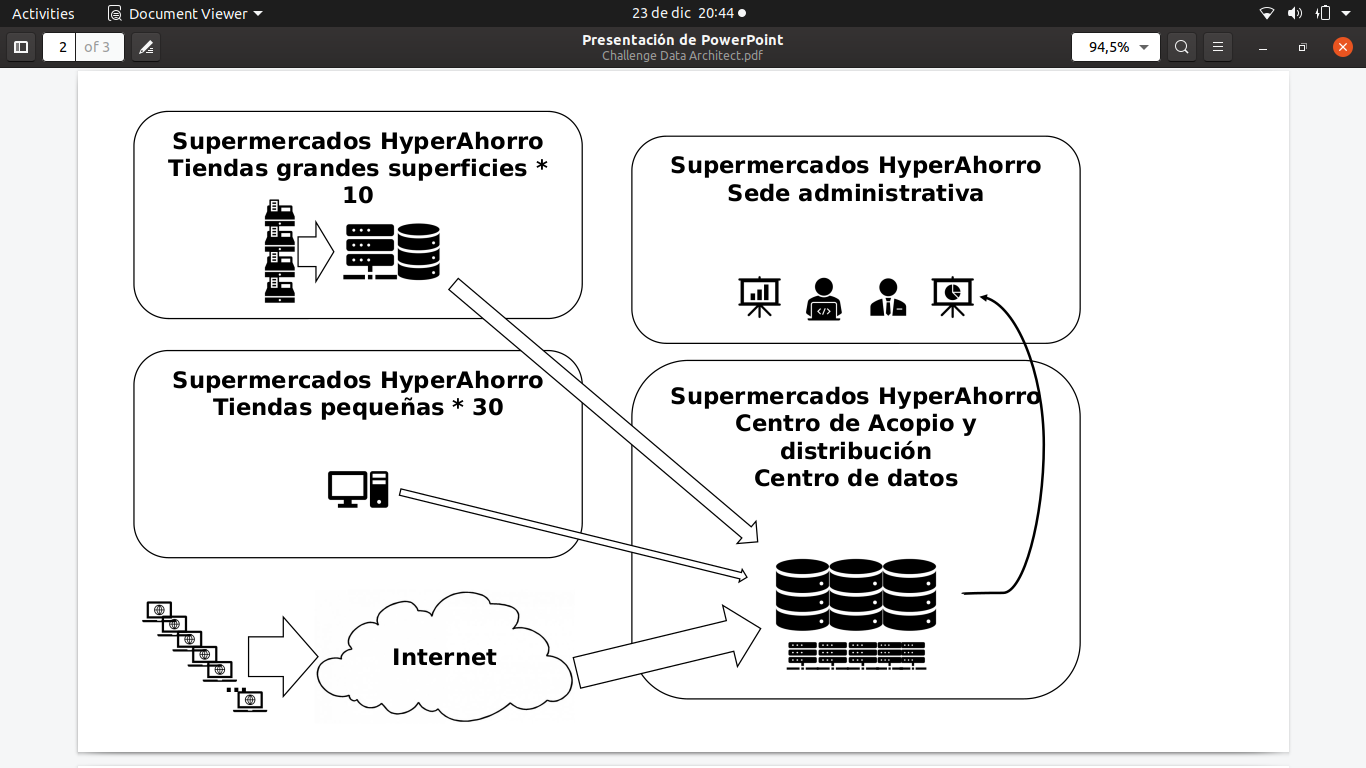 Activities
Document Viewer
23 de dic 20:44
2 of 3
Presentación de PowerPoint
Challenge Data Architect.pdf
94,5%
Supermercados HyperAhorro
Tiendas grandes superficies *
10
Supermercados HyperAhorro
Sede administrativa
Supermercados HyperAhorro
Tiendas pequeñas * 30
Supermercados HyperAhorro
Centro de Acopio y
distribución
Centro de datos
Internet